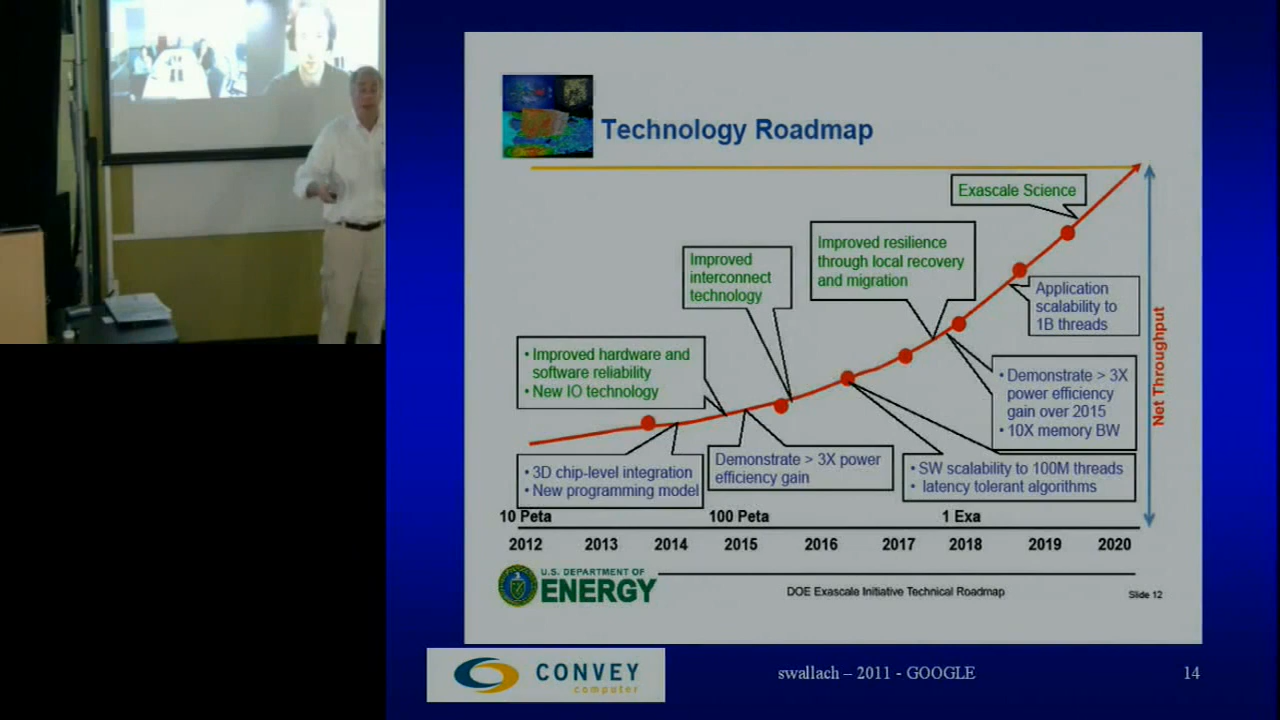 Technology Roadmap
Exascale Science
Improved resilience
through local recovery
and migration
Improved
interconnect
technology
Application
scalability to
1B threads
• Improved hardware and
software reliability
• New IO technology
• Demonstrate > 3X
power efficiency
gain over 2015
• 10X memory BW
Net Throughput
• 3D chip-level integration
• New programming model
Demonstrate > 3X power
efficiency gain
• SW scalability to 100M threads
• latency tolerant algorithms
10 Peta 100 Peta 1 Exa
2012 2013 2014 2015 2016 2017 2018 2019 2020
U.S. DEPARTMENT OF
ENERGY
DOE Exascale Initiative Technical Roadmap
Slide 12
CONVEY
computer
swallach – 2011 - GOOGLE
14